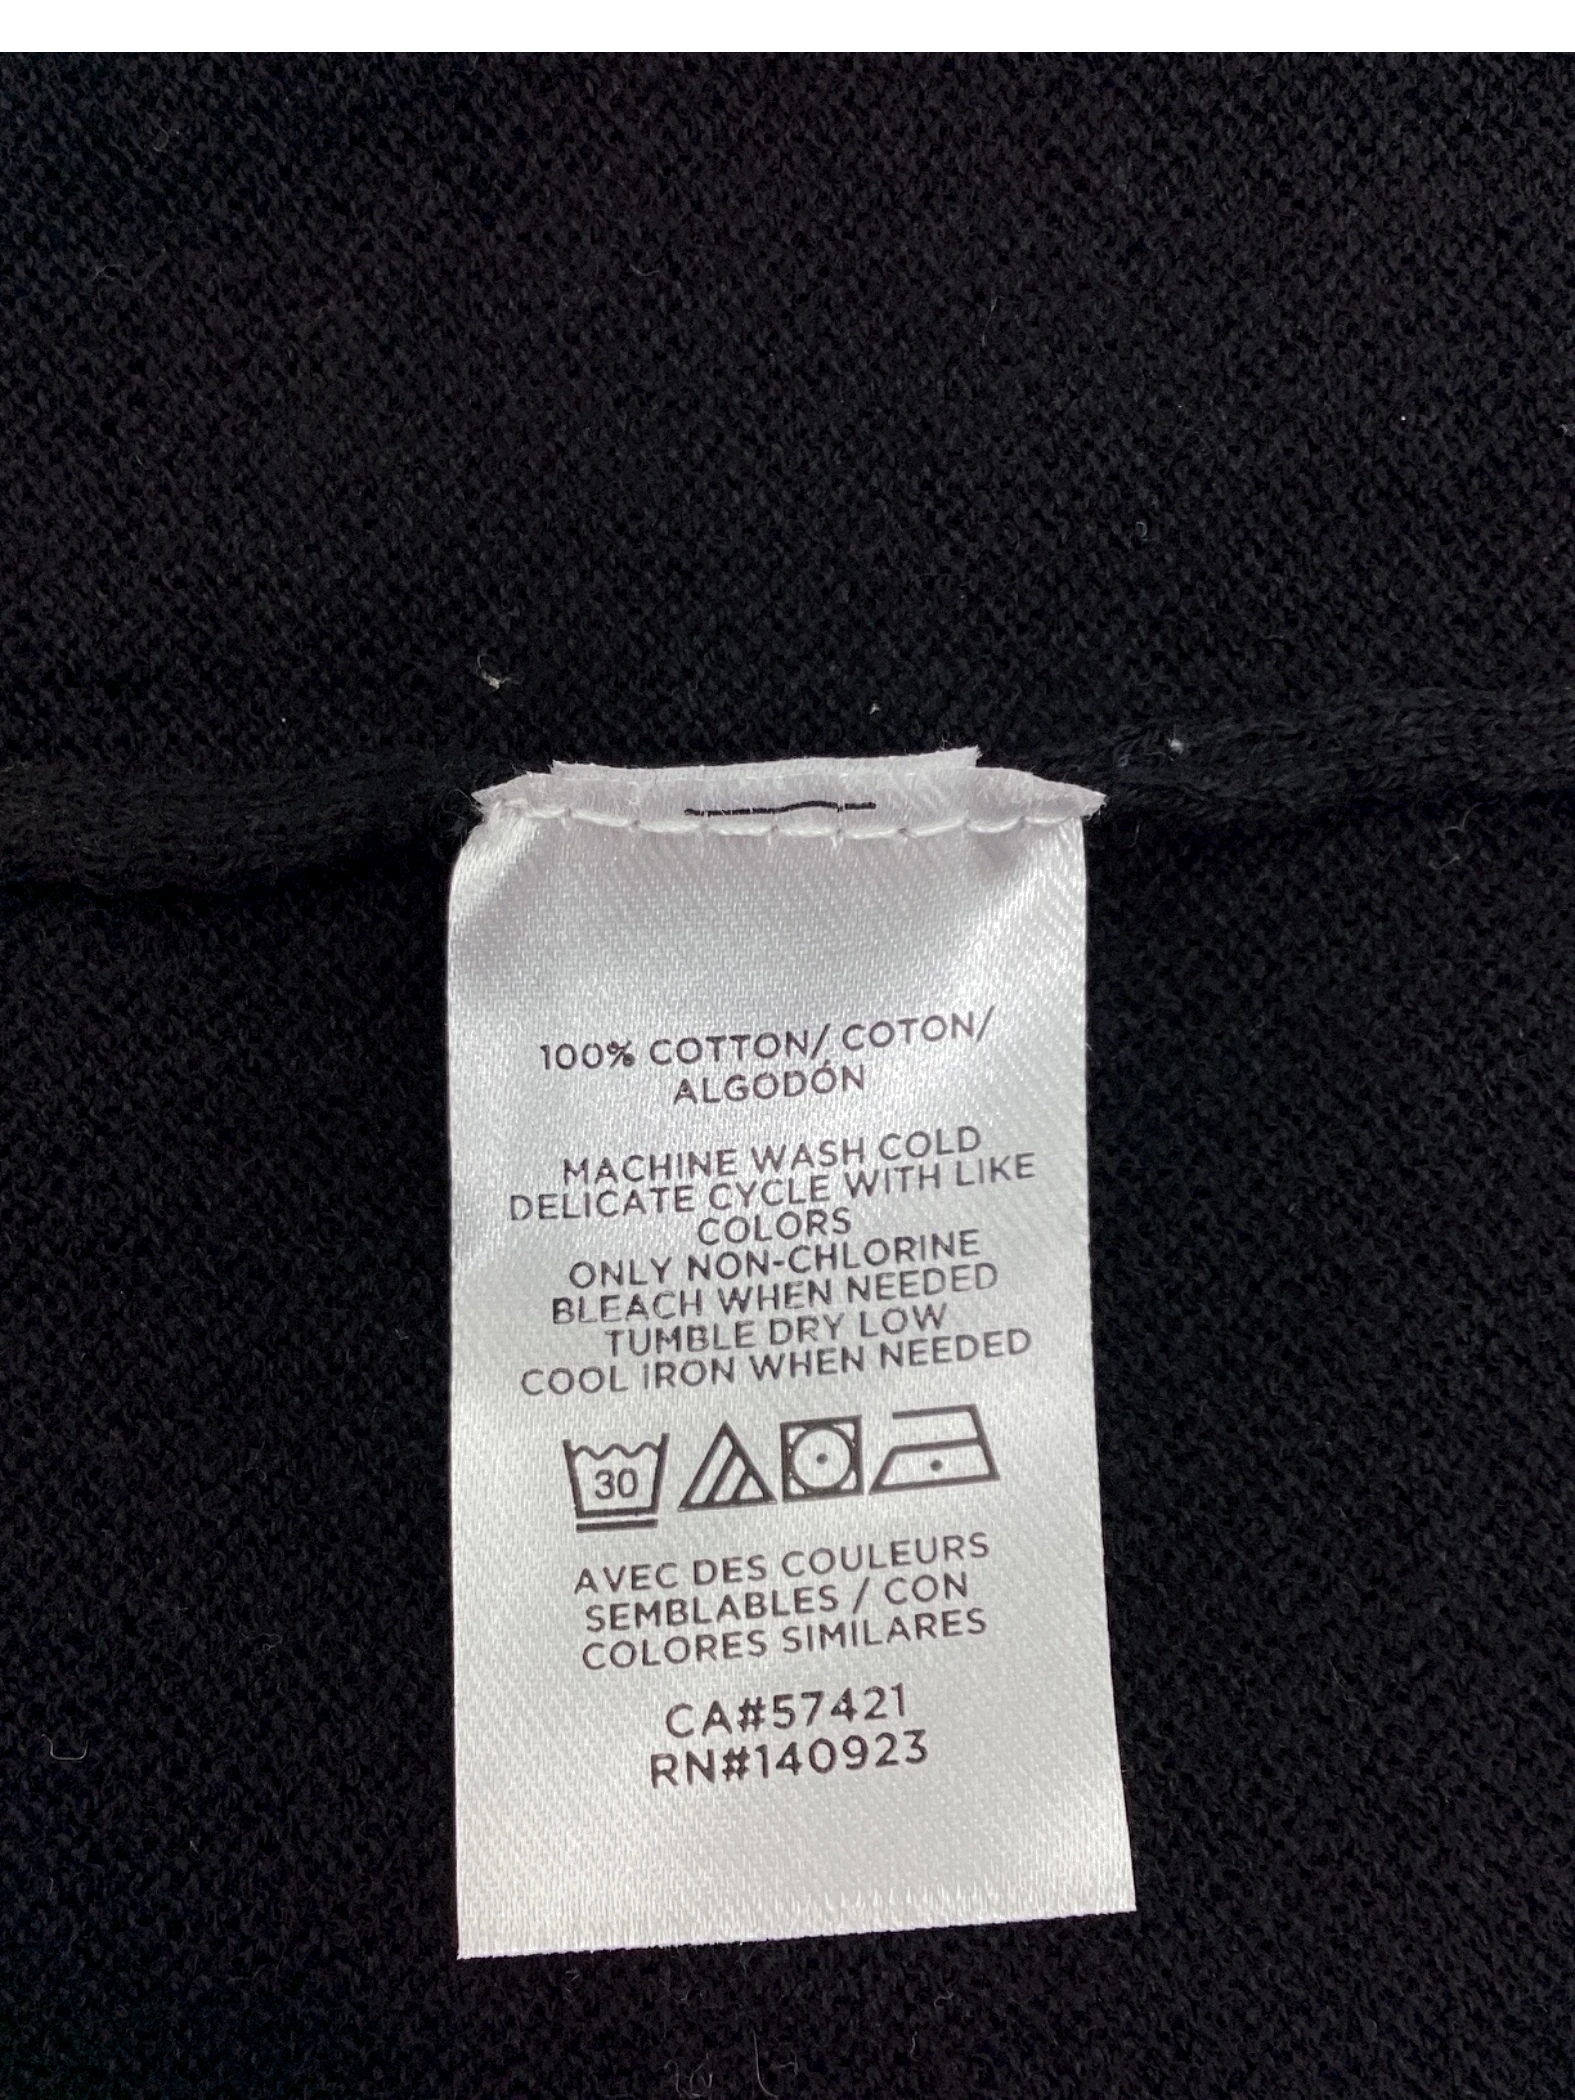 100% COTTON/ COTON/
ALGODÓN
MACHINE WASH COLD
DELICATE CYCLE WITH LIKE
COLORS
ONLY NON-CHLORINE
BLEACH WHEN NEEDED
TUMBLE DRY LOW
COOL IRON WHEN NEEDED
30
AVEC DES COULEURS
SEMBLABLES / CON
COLORES SIMILARES
CA#57421
RN#140923